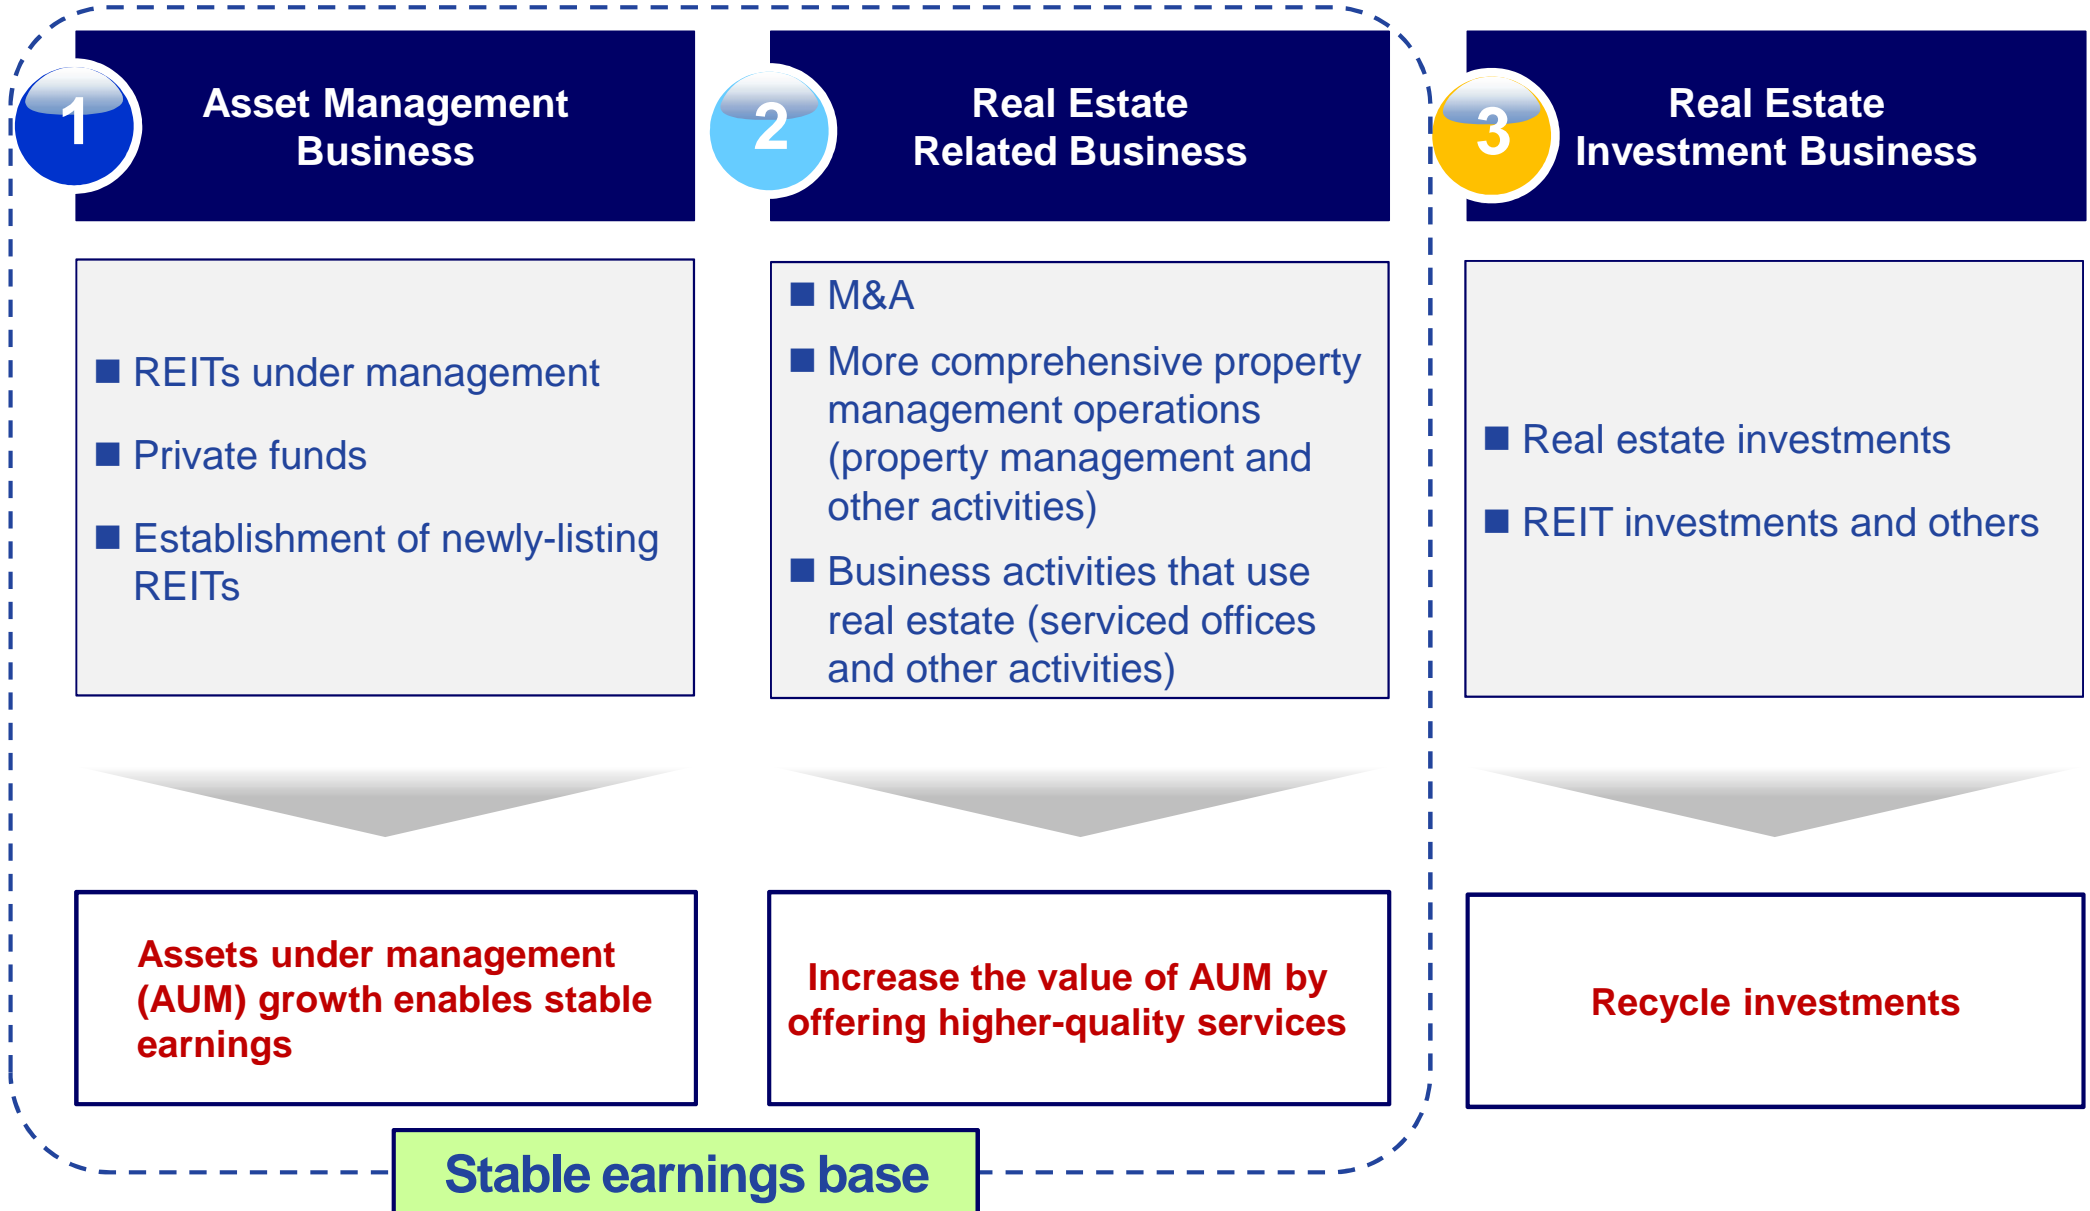 1
Asset Management
Business
REITs under management
Private funds
Establishment of newly-listing
REITs
Assets under management
(AUM) growth enables stable
earnings
2
Real Estate
Related Business
M&A
More comprehensive property
management operations
(property management and
other activities)
Business activities that use
real estate (serviced offices
and other activities)
Increase the value of AUM by
offering higher-quality services
3
Real Estate
Investment Business
Real estate investments
REIT investments and others
Recycle investments
Stable earnings base